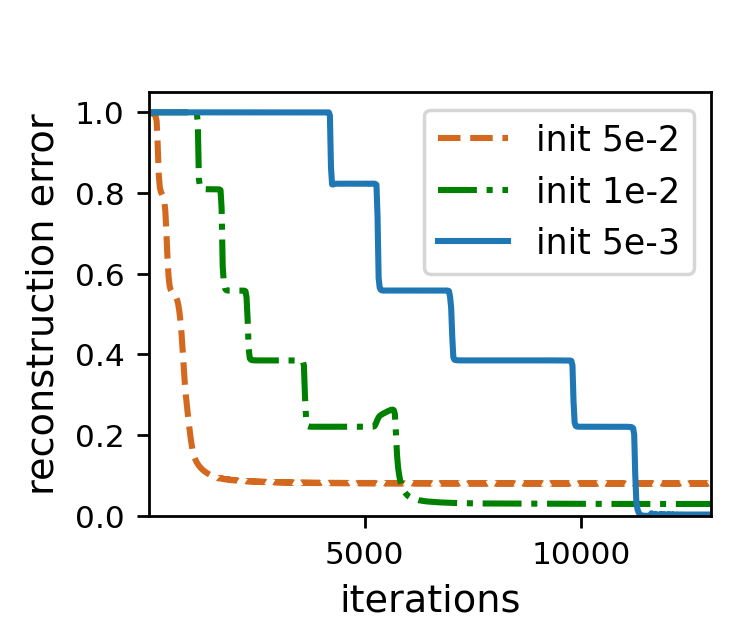 reconstruction error
1.0
0.8
0.6
0.4
0.2
0.0
init 5e-2
init 1e-2
init 5e-3
5000 10000
iterations